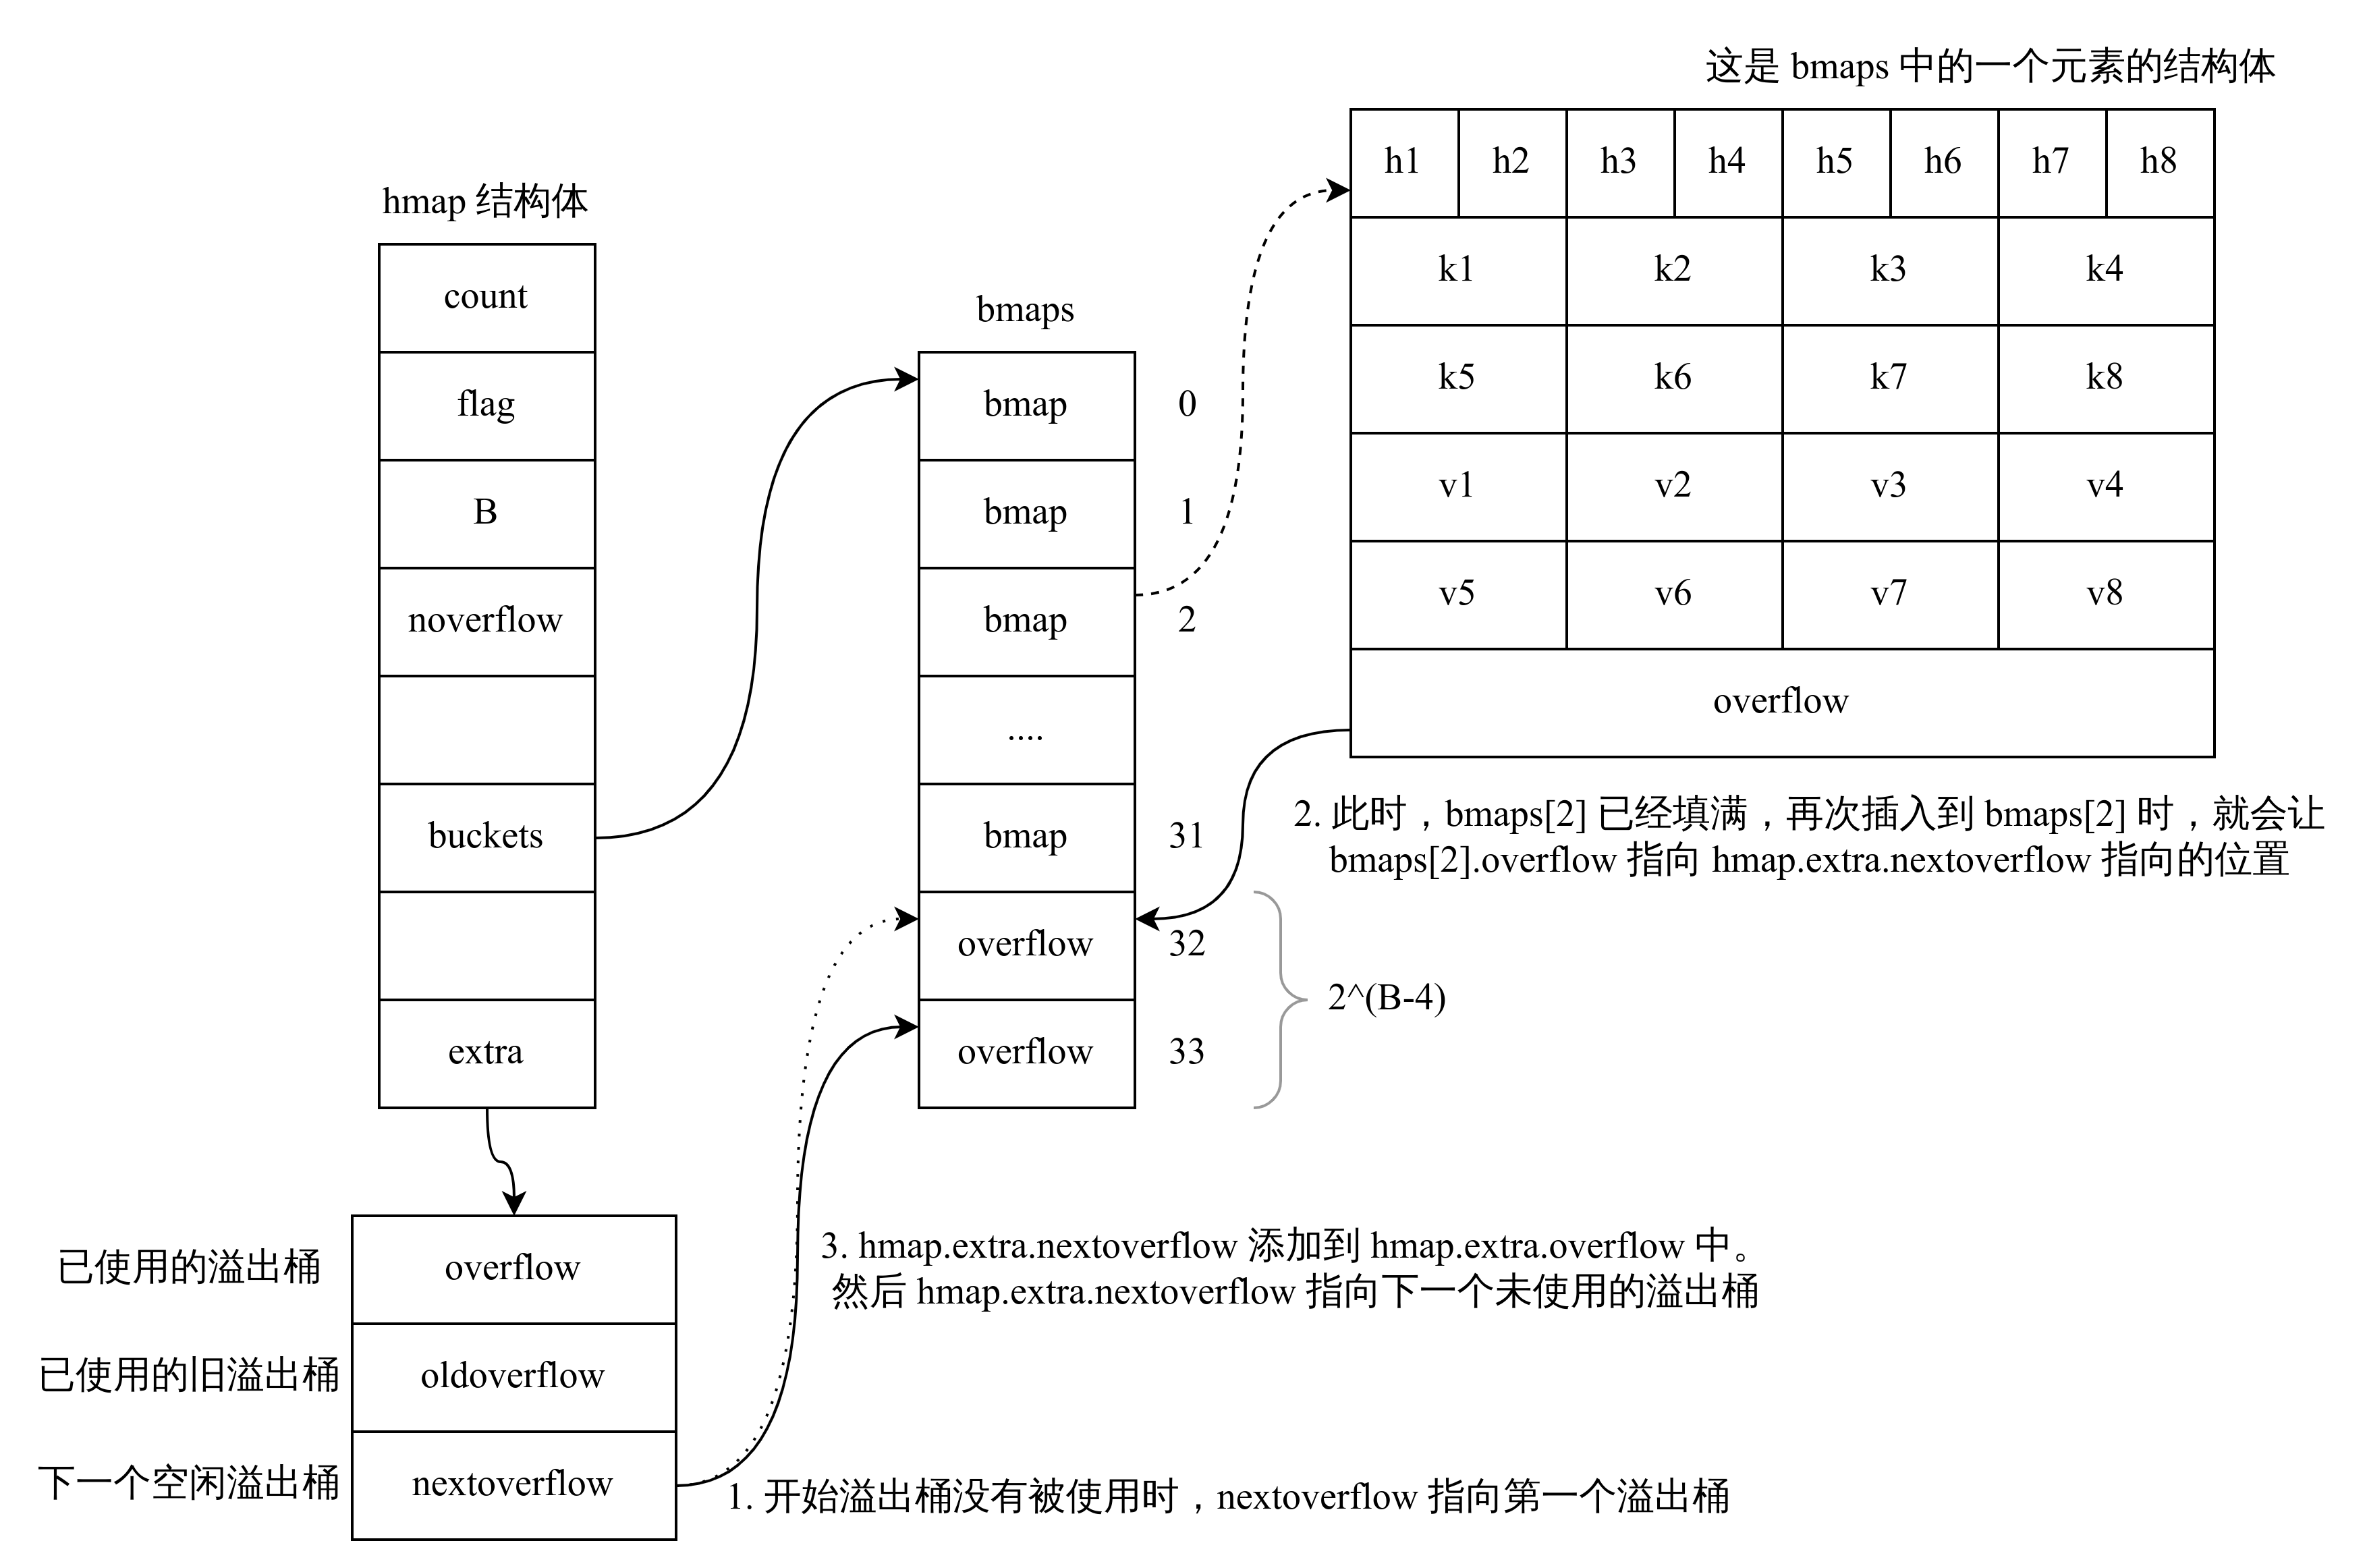 这是 bmaps 中的一个元素的结构体
h1 h2 h3 h4 h5 h6 h7 h8
k1 k2 k3 k4
k5 k6 k7 k8
v1 v2 v3 v4
v5 v6 v7 v8
overflow
hmap 结构体
count
flag
B
noverflow
buckets
extra
bmaps
bmap 0
bmap 1
bmap 2
....
bmap 31
overflow 32
overflow 33
2^(B-4)
2. 此时，bmaps[2] 已经填满，再次插入到 bmaps[2] 时，就会让
bmaps[2].overflow 指向 hmap.extra.nextoverflow 指向的位置
已使用的溢出桶 overflow
已使用的旧溢出桶 oldoverflow
下一个空闲溢出桶 nextoverflow
3. hmap.extra.nextoverflow 添加到 hmap.extra.overflow 中。
然后 hmap.extra.nextoverflow 指向下一个未使用的溢出桶
1. 开始溢出桶没有被使用时，nextoverflow 指向第一个溢出桶